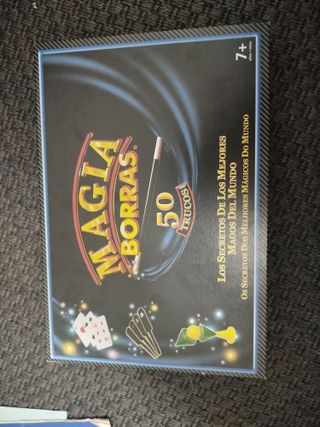 7+
MAGIA
BORRAS®
50
TRUCOS
LOS SECRETOS DE LOS MEJORES
MAGOS DEL MUNDO
OS SECRETOS DOS MELHORES MÁGICOS DO MUNDO